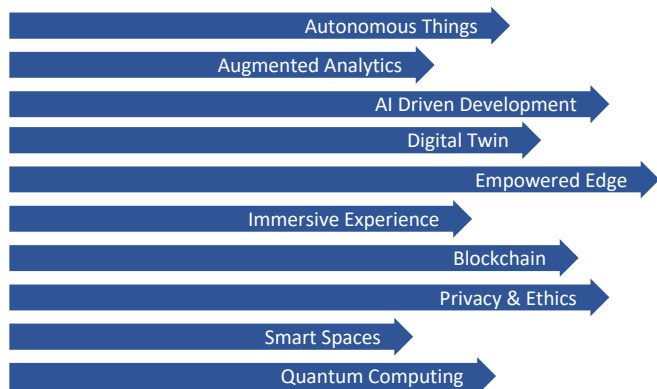 Autonomous Things
Augmented Analytics
AI Driven Development
Digital Twin
Empowered Edge
Immersive Experience
Blockchain
Privacy & Ethics
Smart Spaces
Quantum Computing